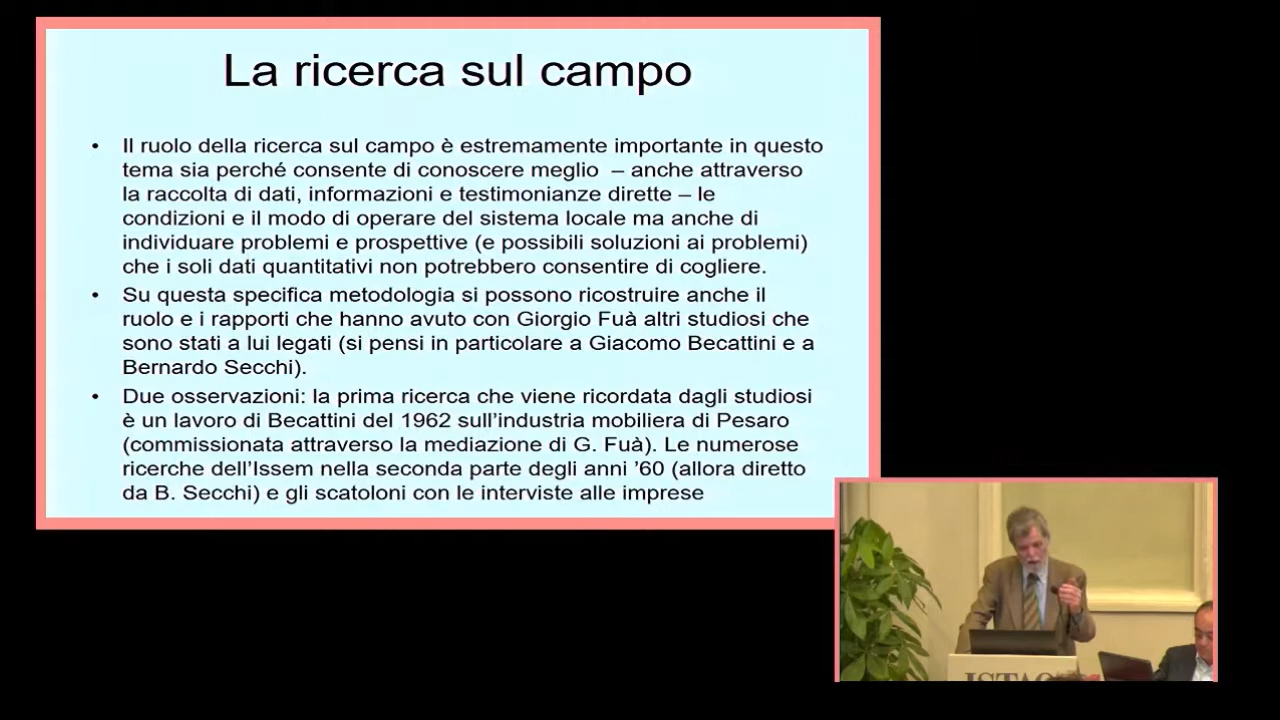 La ricerca sul campo
• Il ruolo della ricerca sul campo è estremamente importante in questo
tema sia perché consente di conoscere meglio – anche attraverso
la raccolta di dati, informazioni e testimonianze dirette – le
condizioni e il modo di operare del sistema locale ma anche di
individuare problemi e prospettive (e possibili soluzioni ai problemi)
che i soli dati quantitativi non potrebbero consentire di cogliere.
• Su questa specifica metodologia si possono ricostruire anche il
ruolo e i rapporti che hanno avuto con Giorgio Fuà altri studiosi che
sono stati a lui legati (si pensi in particolare a Giacomo Becattini e a
Bernardo Secchi).
• Due osservazioni: la prima ricerca che viene ricordata dagli studiosi
è un lavoro di Becattini del 1962 sull’industria mobiliera di Pesaro
(commissionata attraverso la mediazione di G. Fuà). Le numerose
ricerche dell’Issem nella seconda parte degli anni ’60 (allora diretto
da B. Secchi) e gli scatoloni con le interviste alle imprese